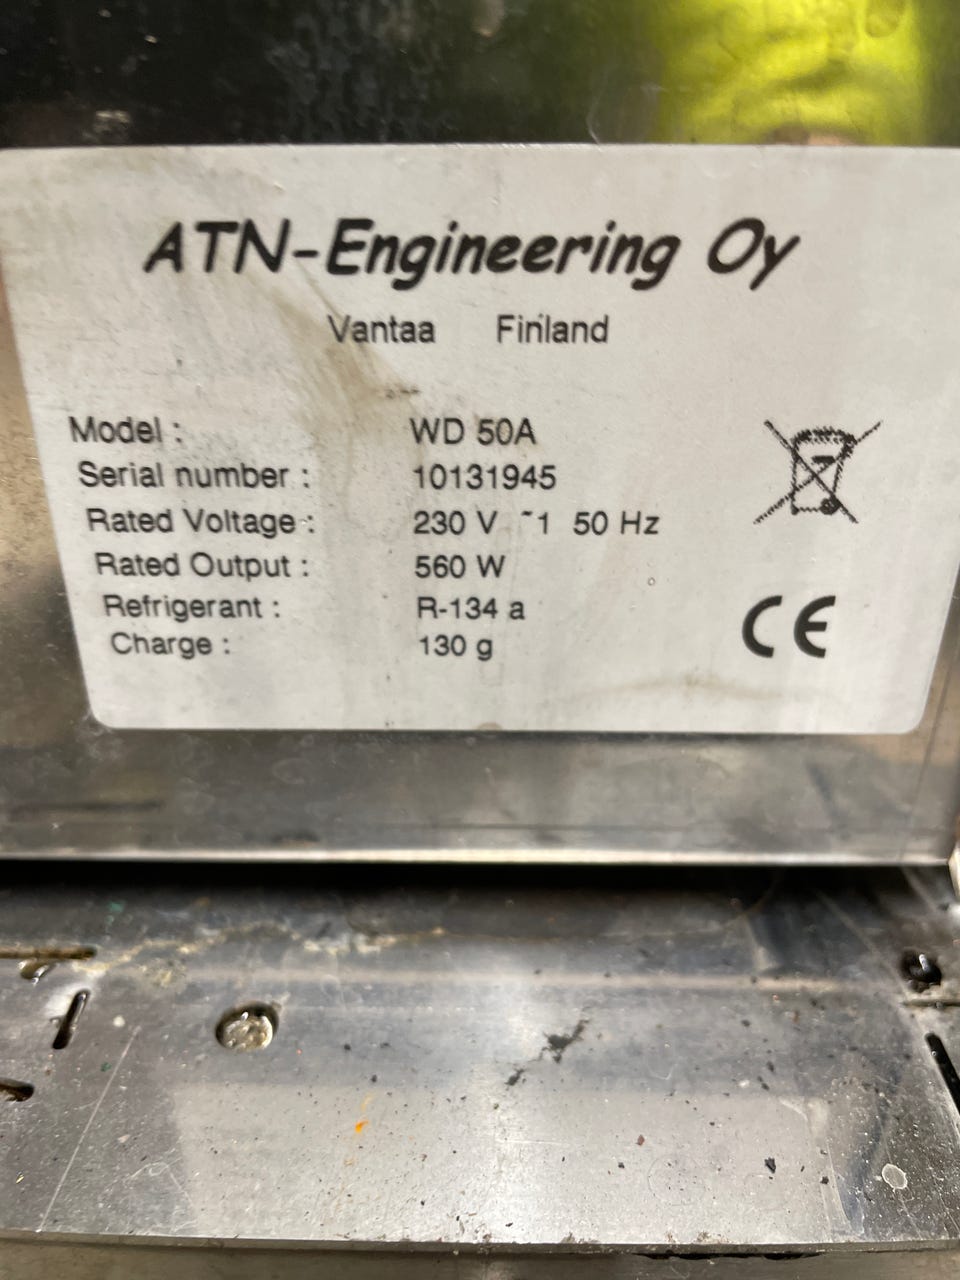 ATN-Engineering Oy
Vantaa Finland
Model : WD 50A
Serial number : 10131945
Rated Voltage : 230 V ~1 50 Hz
Rated Output : 560 W
Refrigerant : R-134 a
Charge : 130 g
CE